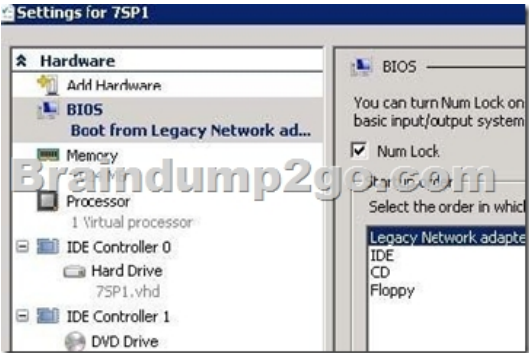 Settings for 7SP1
Hardware
Add Hardware
BIOS
Boot from Legacy Network ad...
Memory
Processor
1 Virtual processor
IDE Controller 0
Hard Drive
7SP1.vhd
IDE Controller 1
DVD Drive
BIOS
You can turn Num Lock on
basic input/output system
Num Lock
Startup order
Select the order in which
Legacy Network adapte
IDE
CD
Floppy
Braindump2go.com